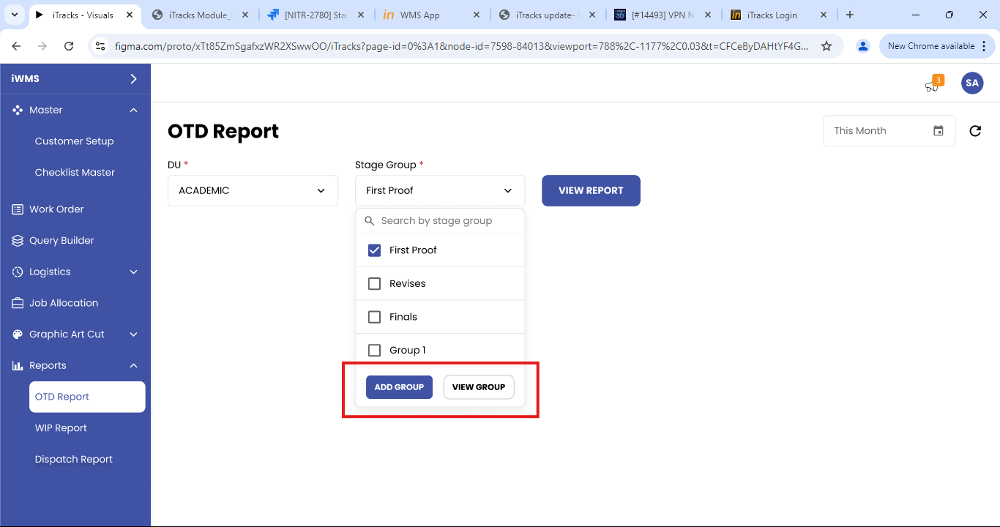 iTracks - Visuals
iTracks Module_
[NITR-2780] Sta
WMS App
iTracks update-
[#14493] VPN N
iTracks Login
figma.com/proto/xTt85ZmSgafxzWR2XSwwOO/iTracks?page-id=0%3A1&node-id=7598-84013&viewport=788%2C-1177%2C0.03&t=CFCeByDAHtYF4G...
New Chrome available
iWMS
3
SA
Master
Customer Setup
Checklist Master
Work Order
Query Builder
Logistics
Job Allocation
Graphic Art Cut
Reports
OTD Report
WIP Report
Dispatch Report
OTD Report
This Month
DU *
Stage Group *
ACADEMIC
First Proof
VIEW REPORT
Search by stage group
First Proof
Revises
Finals
Group 1
ADD GROUP
VIEW GROUP